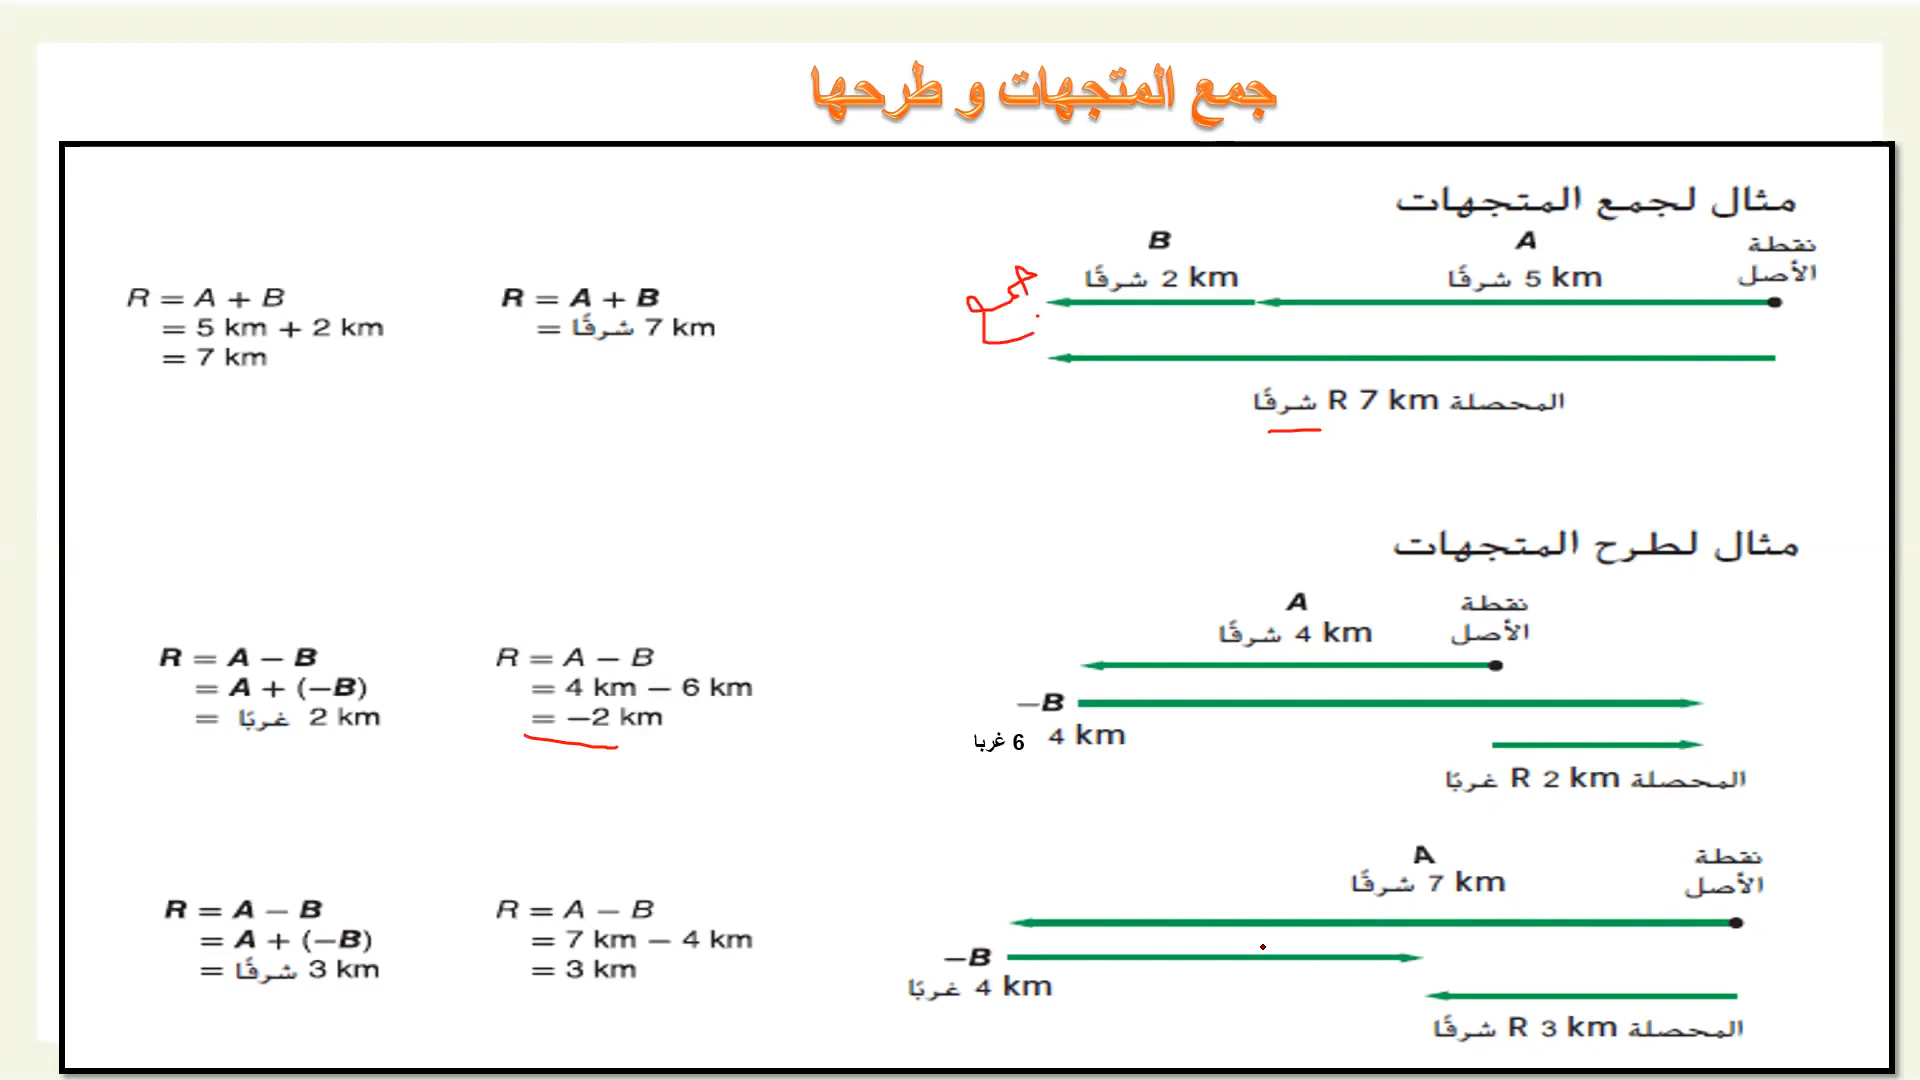 جمع المتجهات و طرحها
مثال لجمع المتجهات
نقطة الأصل
A
5 km شرقًا
B
2 km شرقًا
جمع
المحصلة R 7 km شرقًا
R = A + B
= شرقًا 7 km
R = A + B
= 5 km + 2 km
= 7 km
مثال لطرح المتجهات
نقطة الأصل
A
4 km شرقًا
−B
4 km
6 غربا
المحصلة R 2 km غربًا
R = A − B
= 4 km − 6 km
= −2 km
R = A − B
= A + (−B)
= غربًا 2 km
نقطة الأصل
A
7 km شرقًا
−B
4 km غربًا
المحصلة R 3 km شرقًا
R = A − B
= 7 km − 4 km
= 3 km
R = A − B
= A + (−B)
= شرقًا 3 km